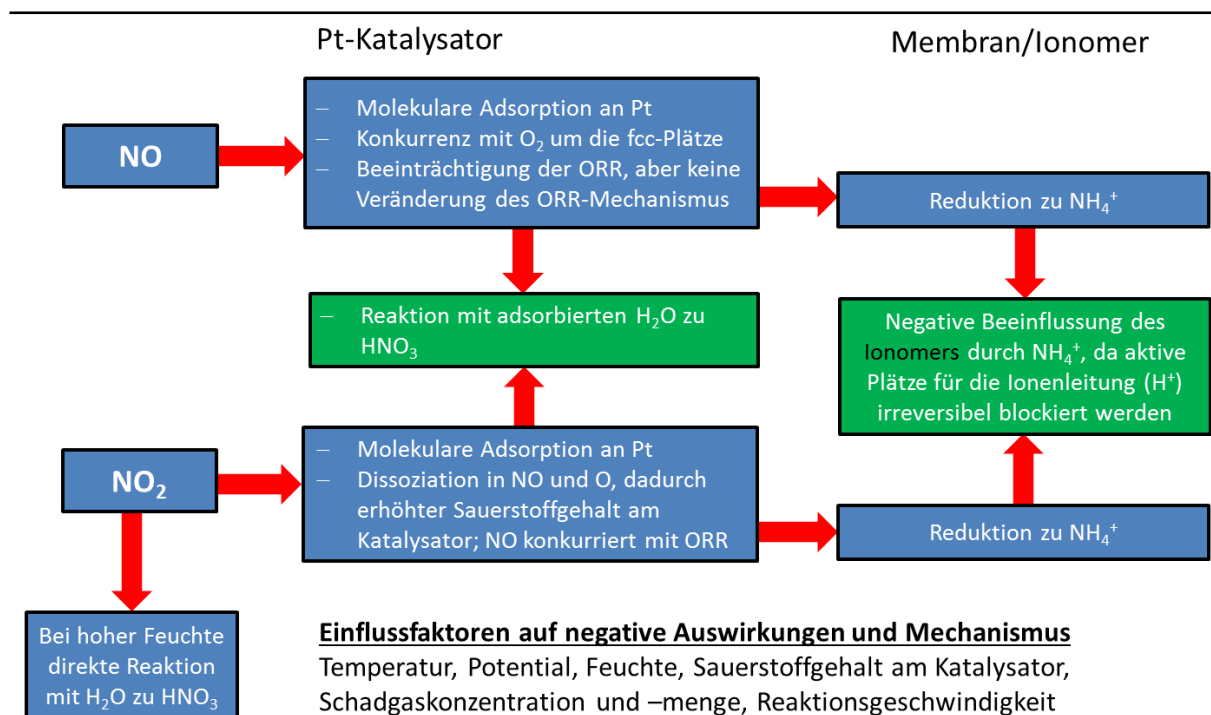 Pt-Katalysator
Membran/Ionomer
NO
– Molekulare Adsorption an Pt
– Konkurrenz mit O₂ um die fcc-Plätze
– Beeinträchtigung der ORR, aber keine
Veränderung des ORR-Mechanismus
Reduktion zu NH₄⁺
– Reaktion mit adsorbierten H₂O zu
HNO₃
Negative Beeinflussung des
Ionomers durch NH₄⁺, da aktive
Plätze für die Ionenleitung (H⁺)
irreversibel blockiert werden
NO₂
– Molekulare Adsorption an Pt
– Dissoziation in NO und O, dadurch
erhöhter Sauerstoffgehalt am
Katalysator; NO konkurriert mit ORR
Reduktion zu NH₄⁺
Bei hoher Feuchte
direkte Reaktion
mit H₂O zu HNO₃
Einflussfaktoren auf negative Auswirkungen und Mechanismus
Temperatur, Potential, Feuchte, Sauerstoffgehalt am Katalysator,
Schadgaskonzentration und –menge, Reaktionsgeschwindigkeit